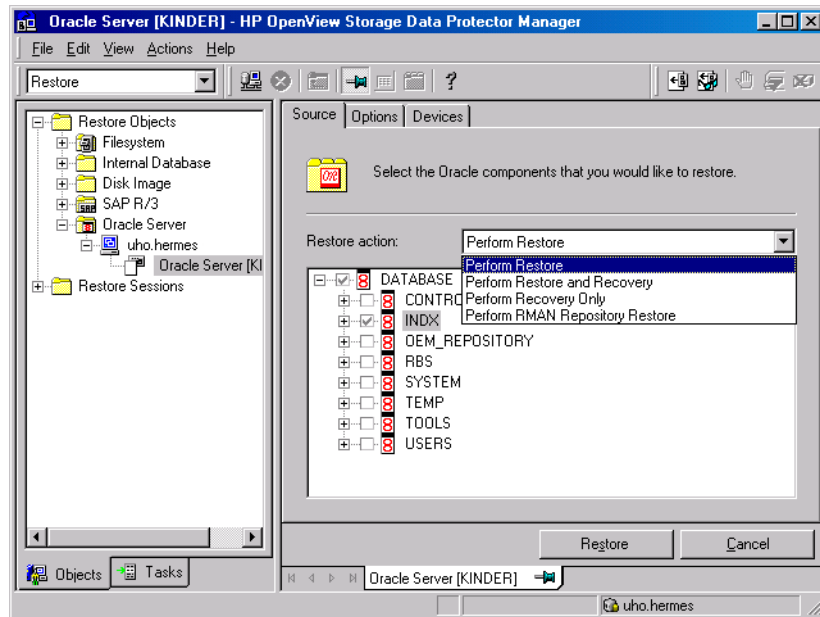 Oracle Server [KINDER] - HP OpenView Storage Data Protector Manager
File Edit View Actions Help
Restore
Restore Objects
Filesystem
Internal Database
Disk Image
SAP R/3
Oracle Server
uho.hermes
Oracle Server [KI
Restore Sessions
Objects
Tasks
Source
Options
Devices
Select the Oracle components that you would like to restore.
Restore action:
Perform Restore
Perform Restore
Perform Restore and Recovery
Perform Recovery Only
Perform RMAN Repository Restore
DATABASE
CONTRO
INDX
OEM_REPOSITORY
RBS
SYSTEM
TEMP
TOOLS
USERS
Restore
Cancel
Oracle Server [KINDER]
uho.hermes